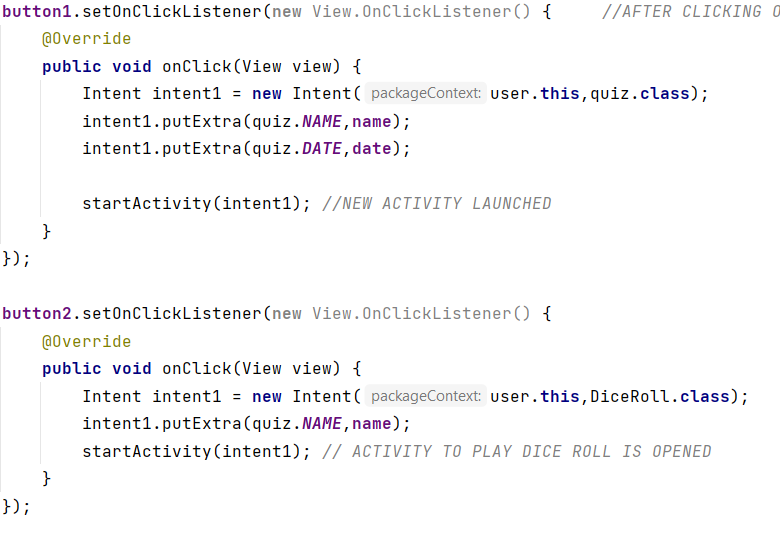 button1.setOnClickListener(new View.OnClickListener() {     //AFTER CLICKING
@Override
public void onClick(View view) {
Intent intent1 = new Intent( packageContext: user.this,quiz.class);
intent1.putExtra(quiz.NAME,name);
intent1.putExtra(quiz.DATE,date);
startActivity(intent1); //NEW ACTIVITY LAUNCHED
}
});
button2.setOnClickListener(new View.OnClickListener() {
@Override
public void onClick(View view) {
Intent intent1 = new Intent( packageContext: user.this,DiceRoll.class);
intent1.putExtra(quiz.NAME,name);
startActivity(intent1); // ACTIVITY TO PLAY DICE ROLL IS OPENED
}
});